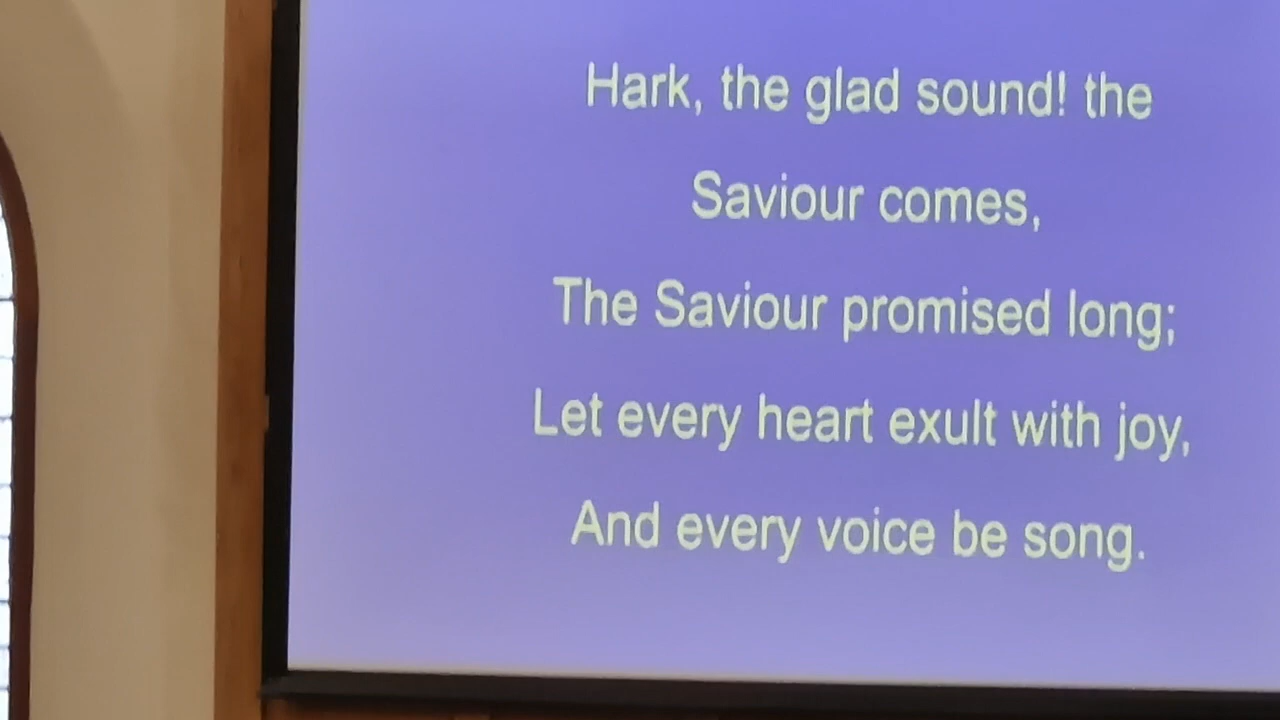 Hark, the glad sound! the
Saviour comes,
The Saviour promised long;
Let every heart exult with joy,
And every voice be song.